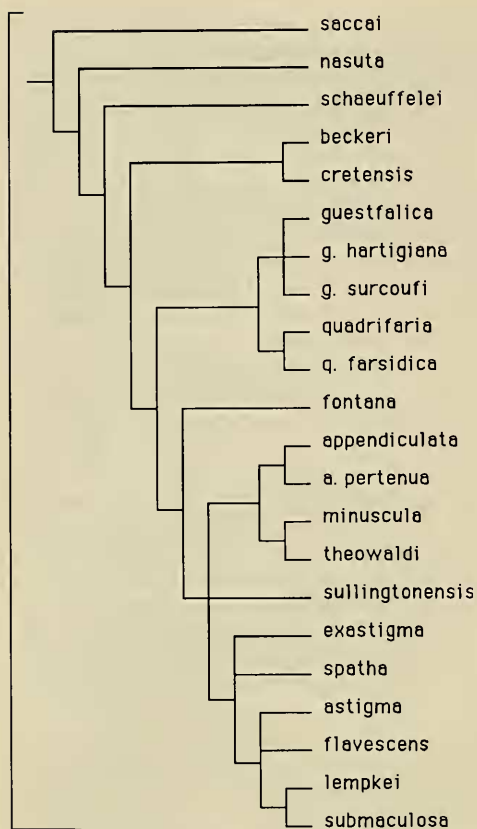 saccai
nasuta
schaeuffelei
beckeri
cretensis
guestfalica
g. hartigiana
g. surcoufi
quadrifaria
q. farsidica
fontana
appendiculata
a. pertenua
minuscula
theowaldi
sullingtonensis
exastigma
spatha
astigma
flavescens
lempkei
submaculosa